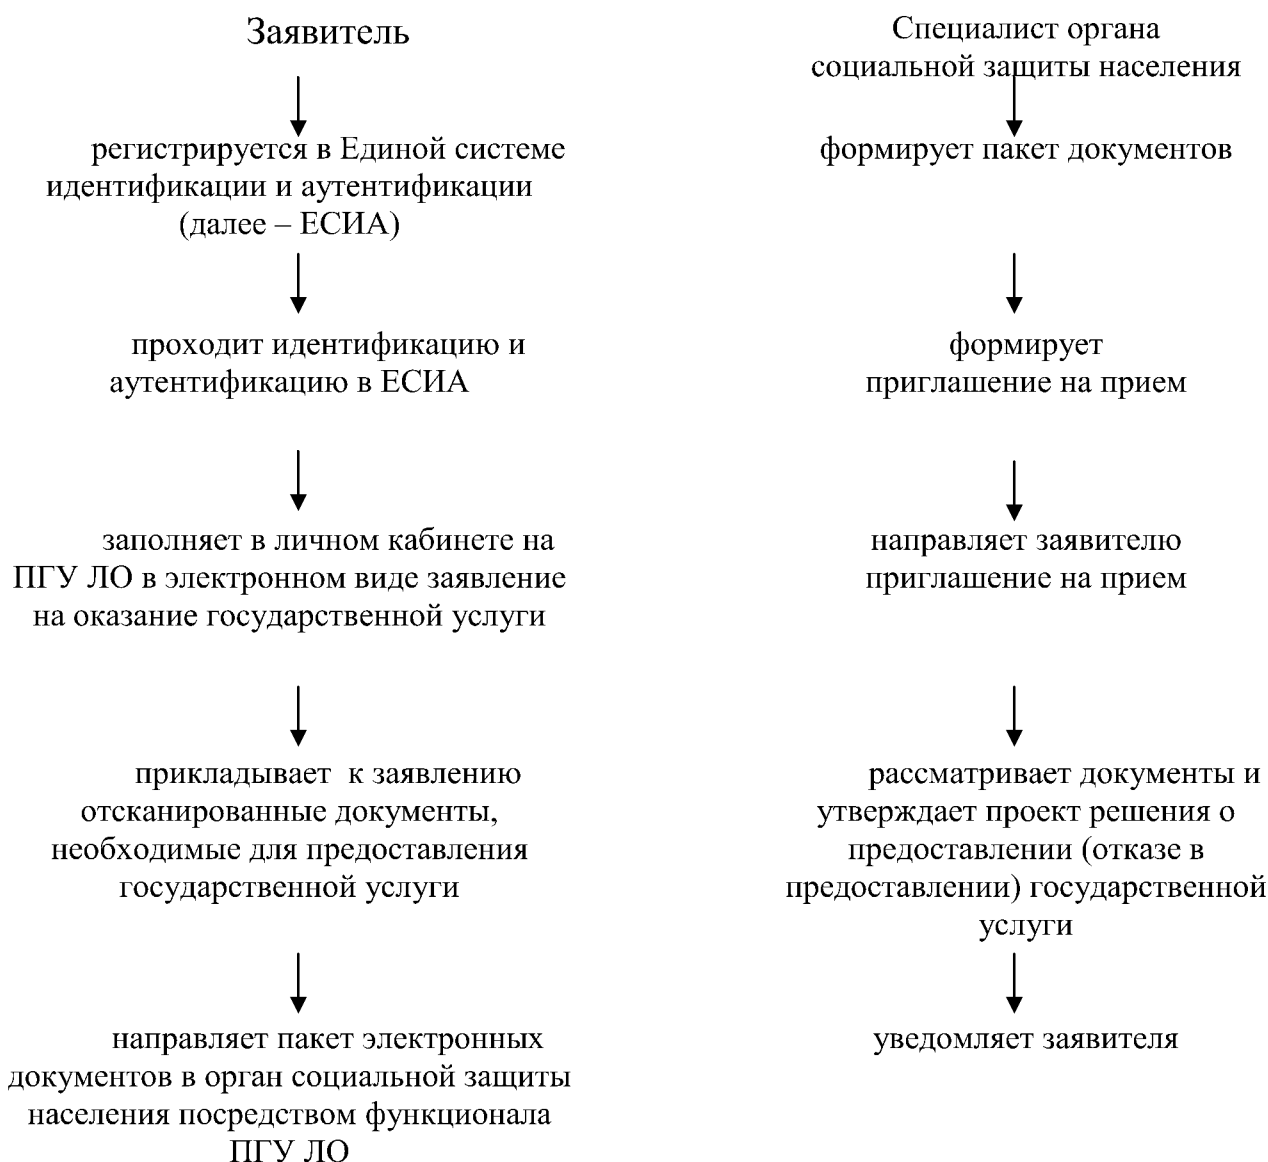 Заявитель
регистрируется в Единой системе
идентификации и аутентификации
(далее – ЕСИА)
проходит идентификацию и
аутентификацию в ЕСИА
заполняет в личном кабинете на
ПГУ ЛО в электронном виде заявление
на оказание государственной услуги
прикладывает  к заявлению
отсканированные документы,
необходимые для предоставления
государственной услуги
направляет пакет электронных
документов в орган социальной защиты
населения посредством функционала
ПГУ ЛО
Специалист органа
социальной защиты населения
формирует пакет документов
формирует
приглашение на прием
направляет заявителю
приглашение на прием
рассматривает документы и
утверждает проект решения о
предоставлении (отказе в
предоставлении) государственной
услуги
уведомляет заявителя